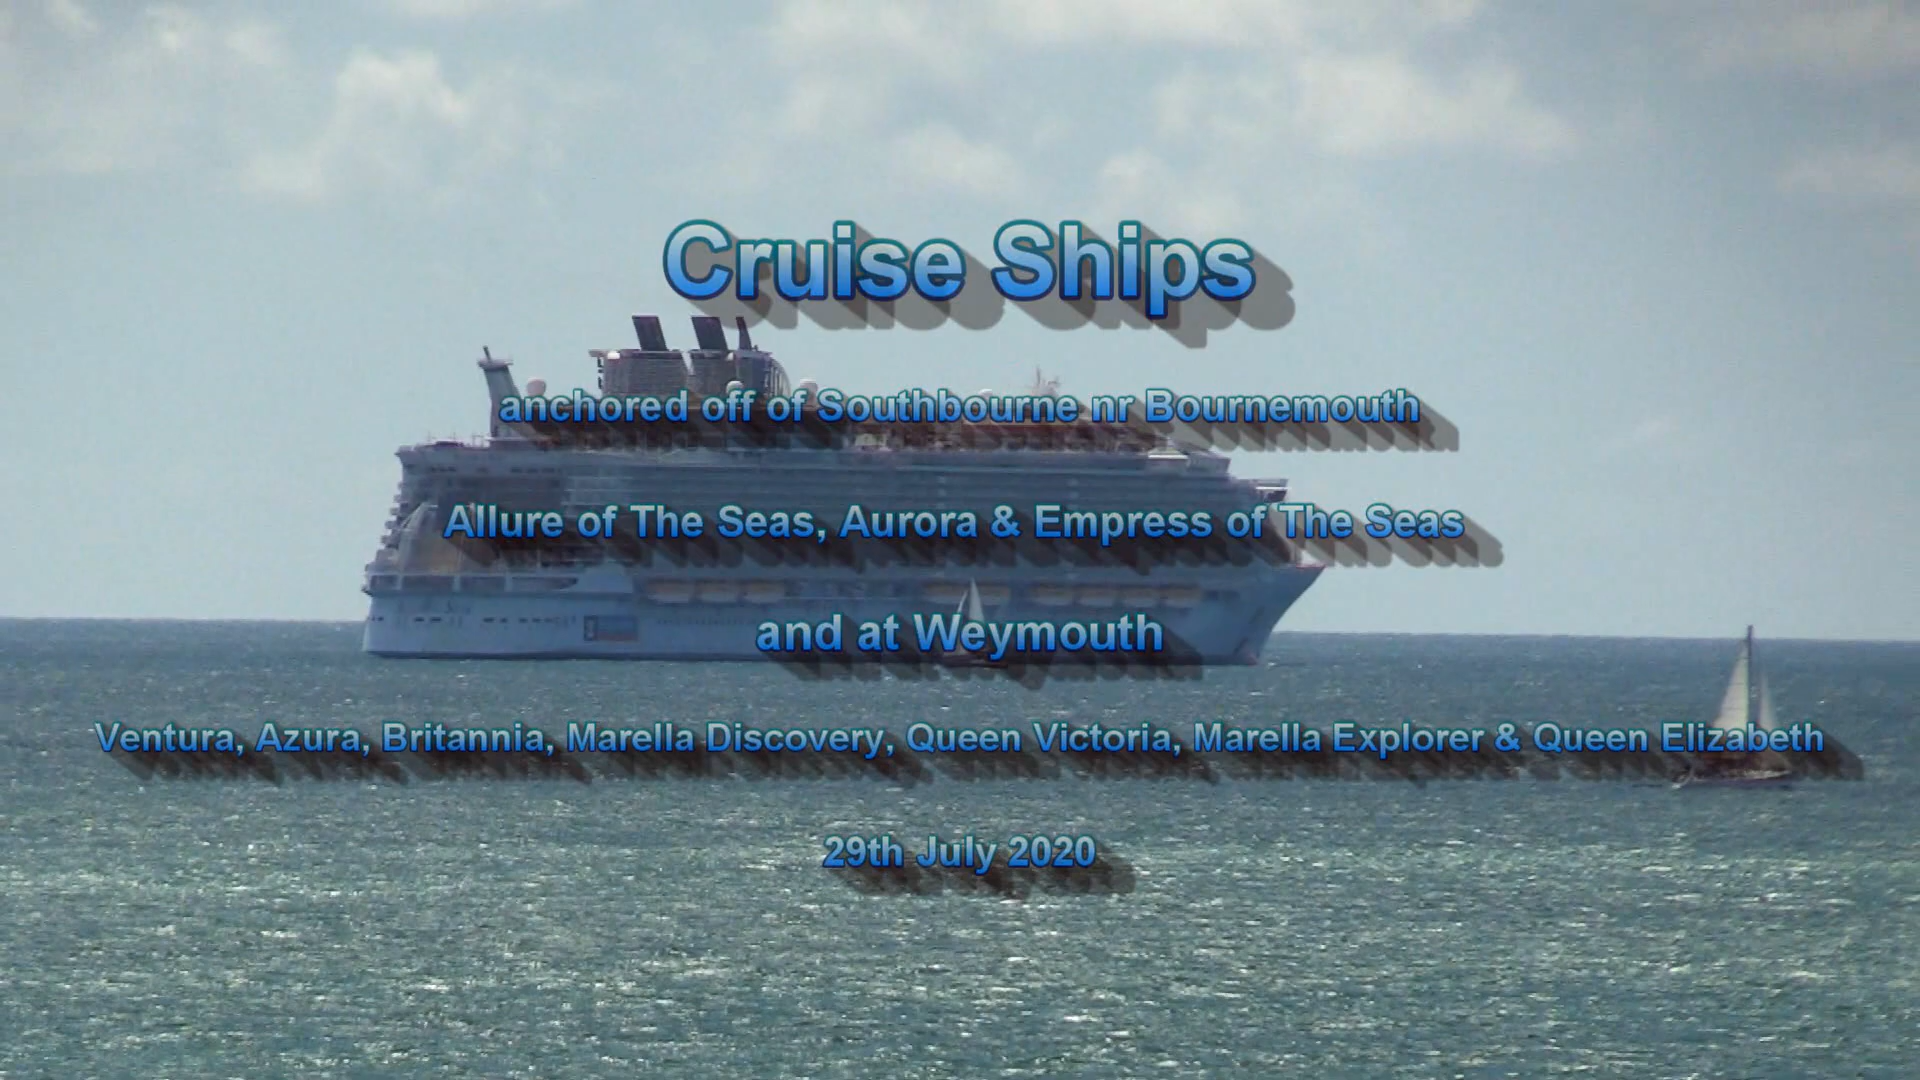 Cruise Ships
anchored off of Southbourne nr Bournemouth
Allure of The Seas, Aurora & Empress of The Seas
and at Weymouth
Ventura, Azura, Britannia, Marella Discovery, Queen Victoria, Marella Explorer & Queen Elizabeth
29th July 2020